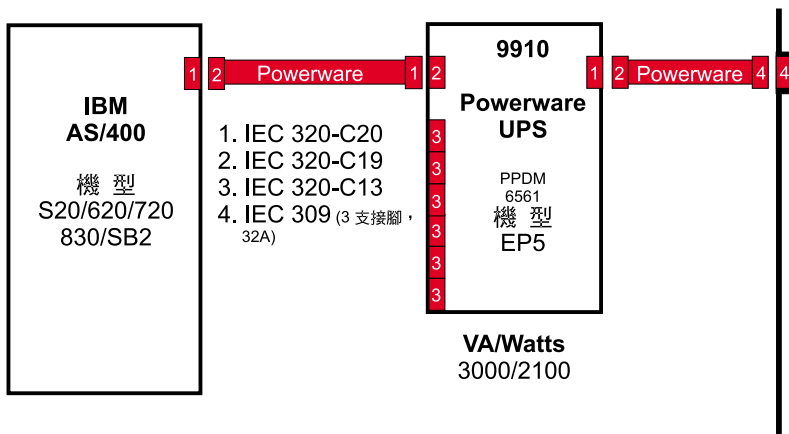 IBM
AS/400
機 型
S20/620/720
830/SB2
1
2
Powerware
1
1. IEC 320-C20
2. IEC 320-C19
3. IEC 320-C13
4. IEC 309 (3 支接腳，
32A)
9910
2
1
Powerware
UPS
3
3
3
3
3
3
PPDM
6561
機 型
EP5
VA/Watts
3000/2100
2
Powerware
4
4